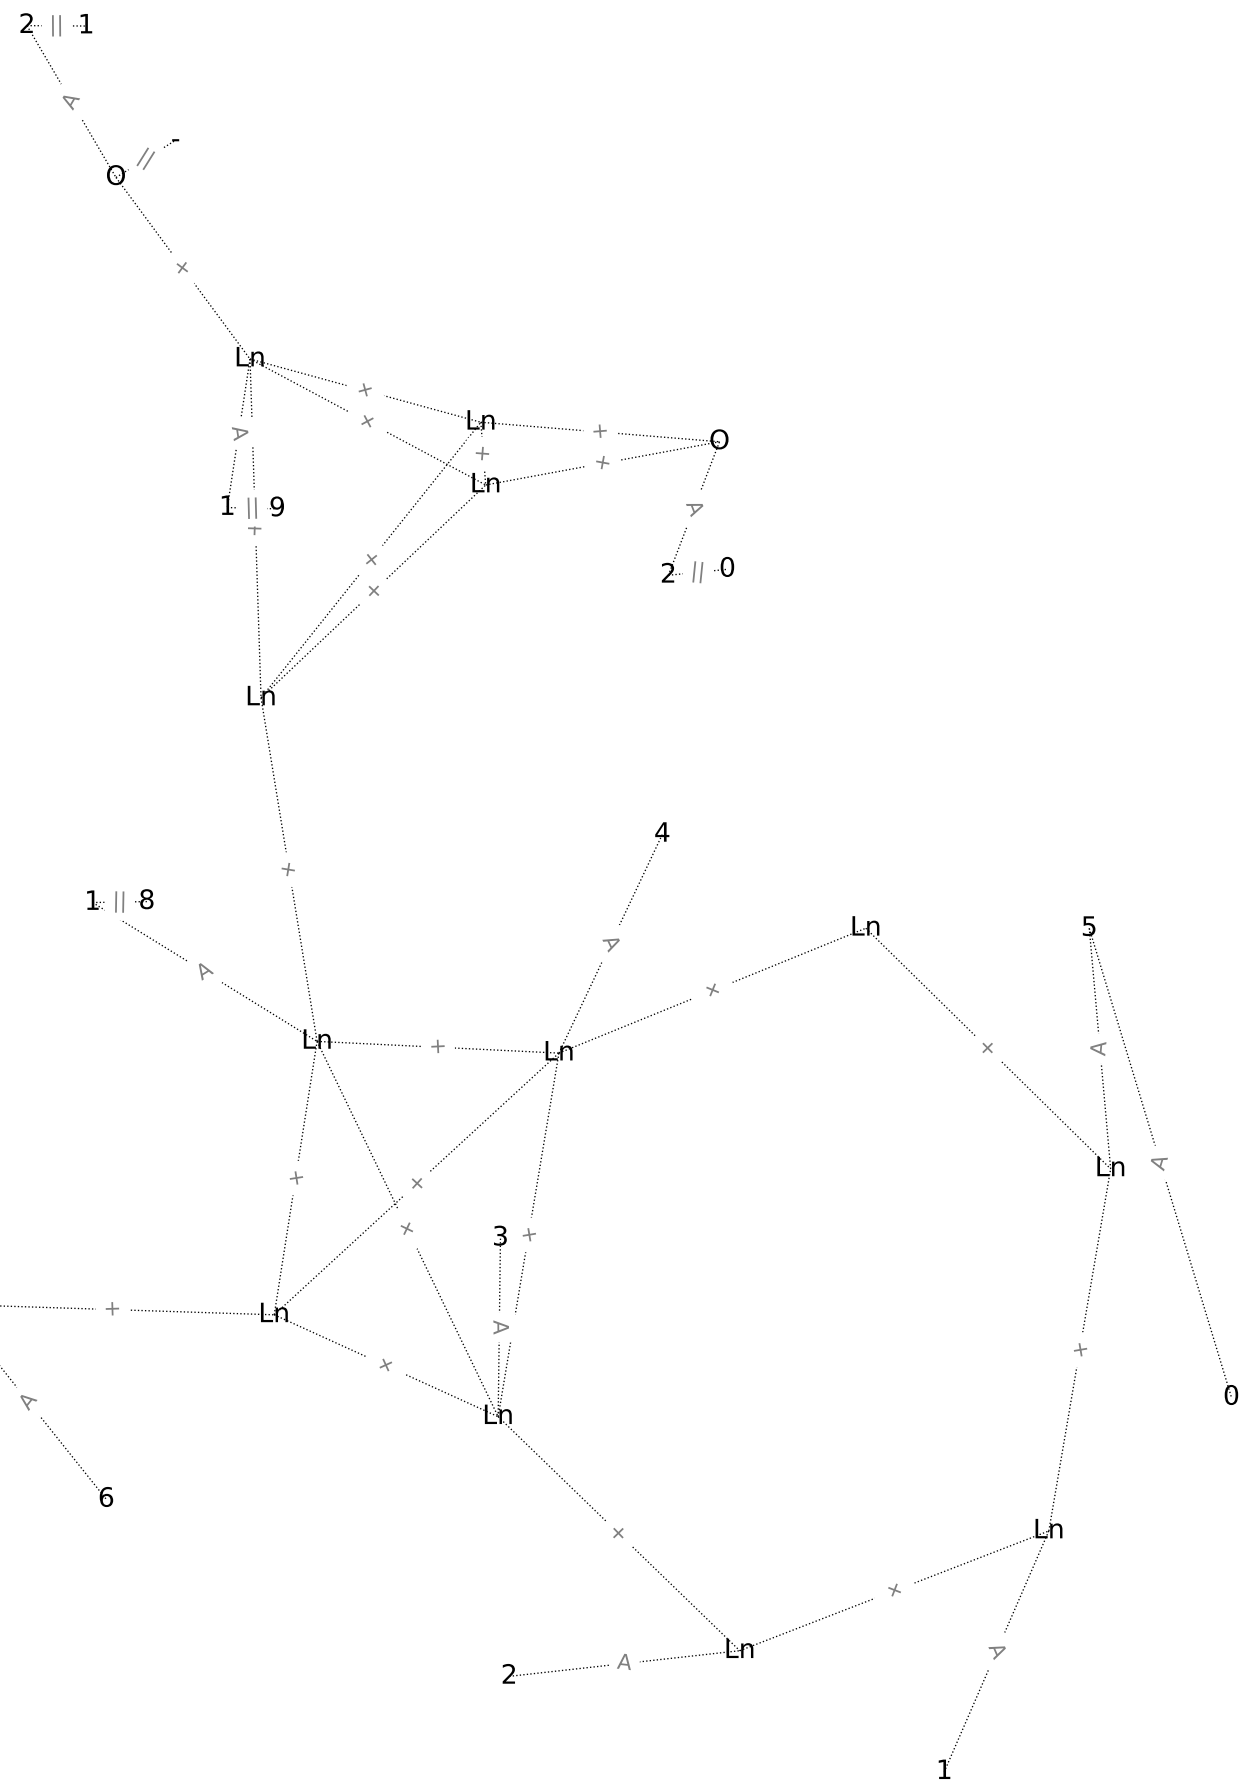 2 || 1
A
O // -
+
Ln
+
+ Ln + O
A + Ln +
1 || 9 A
+
2 || 0
+
+
Ln
4
+
1 || 8
Ln 5
A A
+
Ln + Ln + A
Ln
A
+ +
3 +
+
+ Ln
A +
+
0
A
Ln
6
Ln
+
+
Ln
A
2 A
1